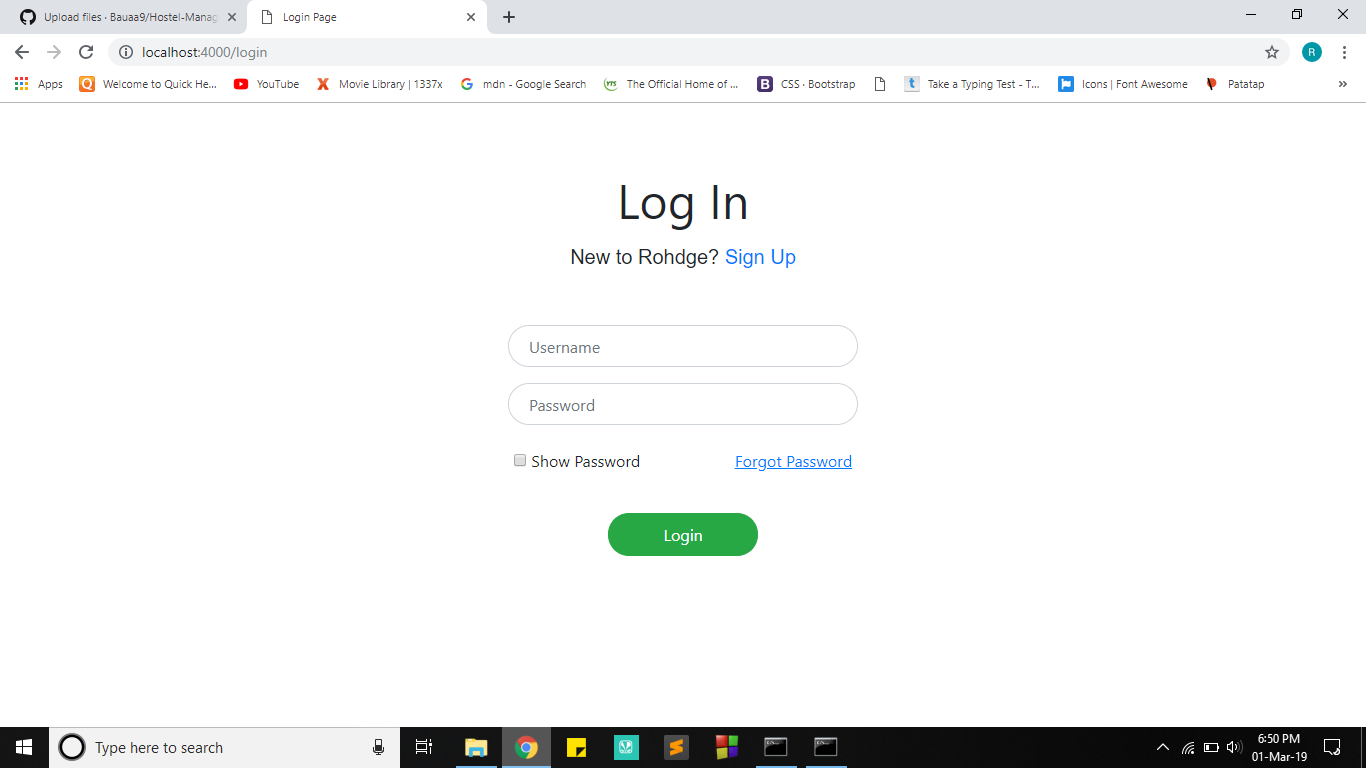 Upload files · Bauaa9/Hostel-Manag
Login Page
localhost:4000/login
R
Apps
Welcome to Quick He...
YouTube
Movie Library | 1337x
mdn - Google Search
The Official Home of ...
CSS · Bootstrap
Take a Typing Test - T...
Icons | Font Awesome
Patatap
Log In
New to Rohdge? Sign Up
Username
Password
Show Password
Forgot Password
Login
Type here to search
6:50 PM
01-Mar-19